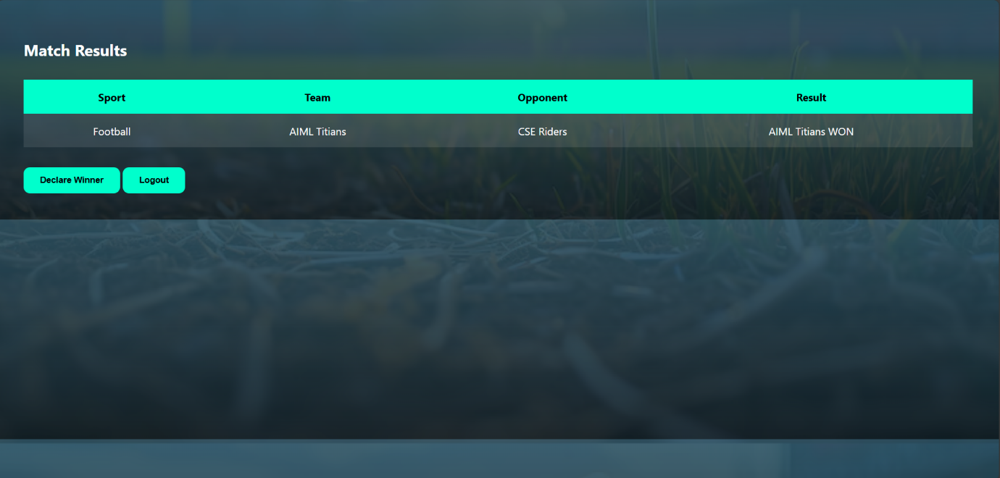 Match Results
Sport Team Opponent Result
Football AIML Titians CSE Riders AIML Titians WON
Declare Winner Logout